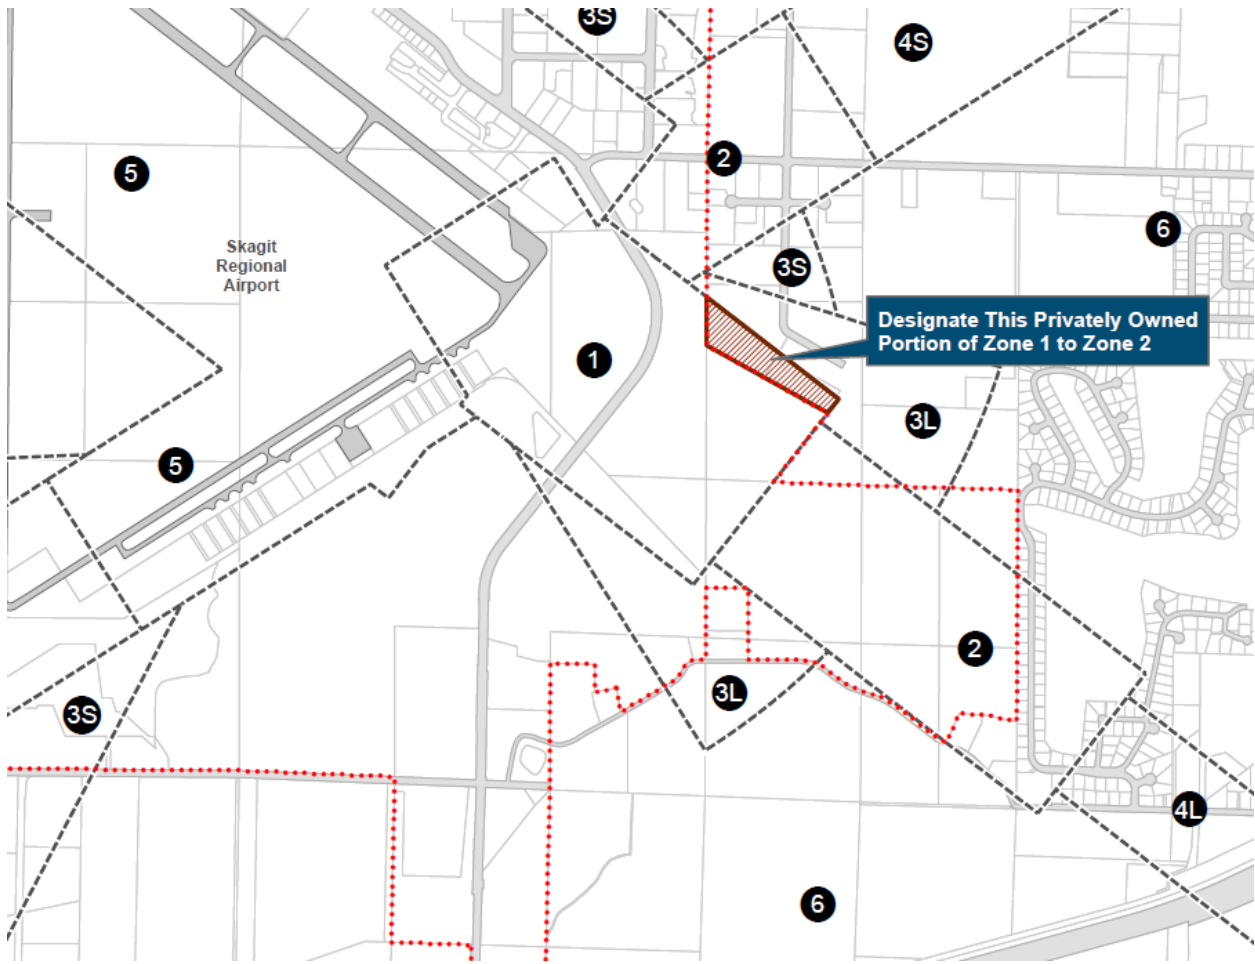 3S
4S
2
5
6
Skagit
Regional
Airport
3S
Designate This Privately Owned
Portion of Zone 1 to Zone 2
1
3L
5
2
3L
3S
4L
6